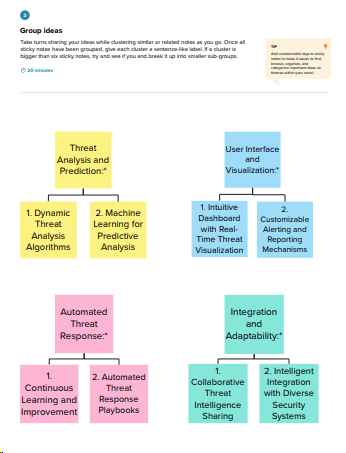 2
Group ideas
Take turns sharing your ideas while clustering similar or related notes as you go. Once all
sticky notes have been grouped, give each cluster a sentence-like label. If a cluster is
bigger than six sticky notes, try and see if you and break it up into smaller sub-groups.
20 minutes
TIP
Add customizable tags to sticky
notes to make it easier to find,
browse, organize, and
categorize important ideas as
themes within your mural.
Threat
Analysis and
Prediction:*
1. Dynamic
Threat
Analysis
Algorithms
2. Machine
Learning for
Predictive
Analysis
User Interface
and
Visualization:*
1. Intuitive
Dashboard
with Real-
Time Threat
Visualization
2.
Customizable
Alerting and
Reporting
Mechanisms
Automated
Threat
Response:*
1.
Continuous
Learning and
Improvement
2. Automated
Threat
Response
Playbooks
Integration
and
Adaptability:*
1.
Collaborative
Threat
Intelligence
Sharing
2. Intelligent
Integration
with Diverse
Security
Systems